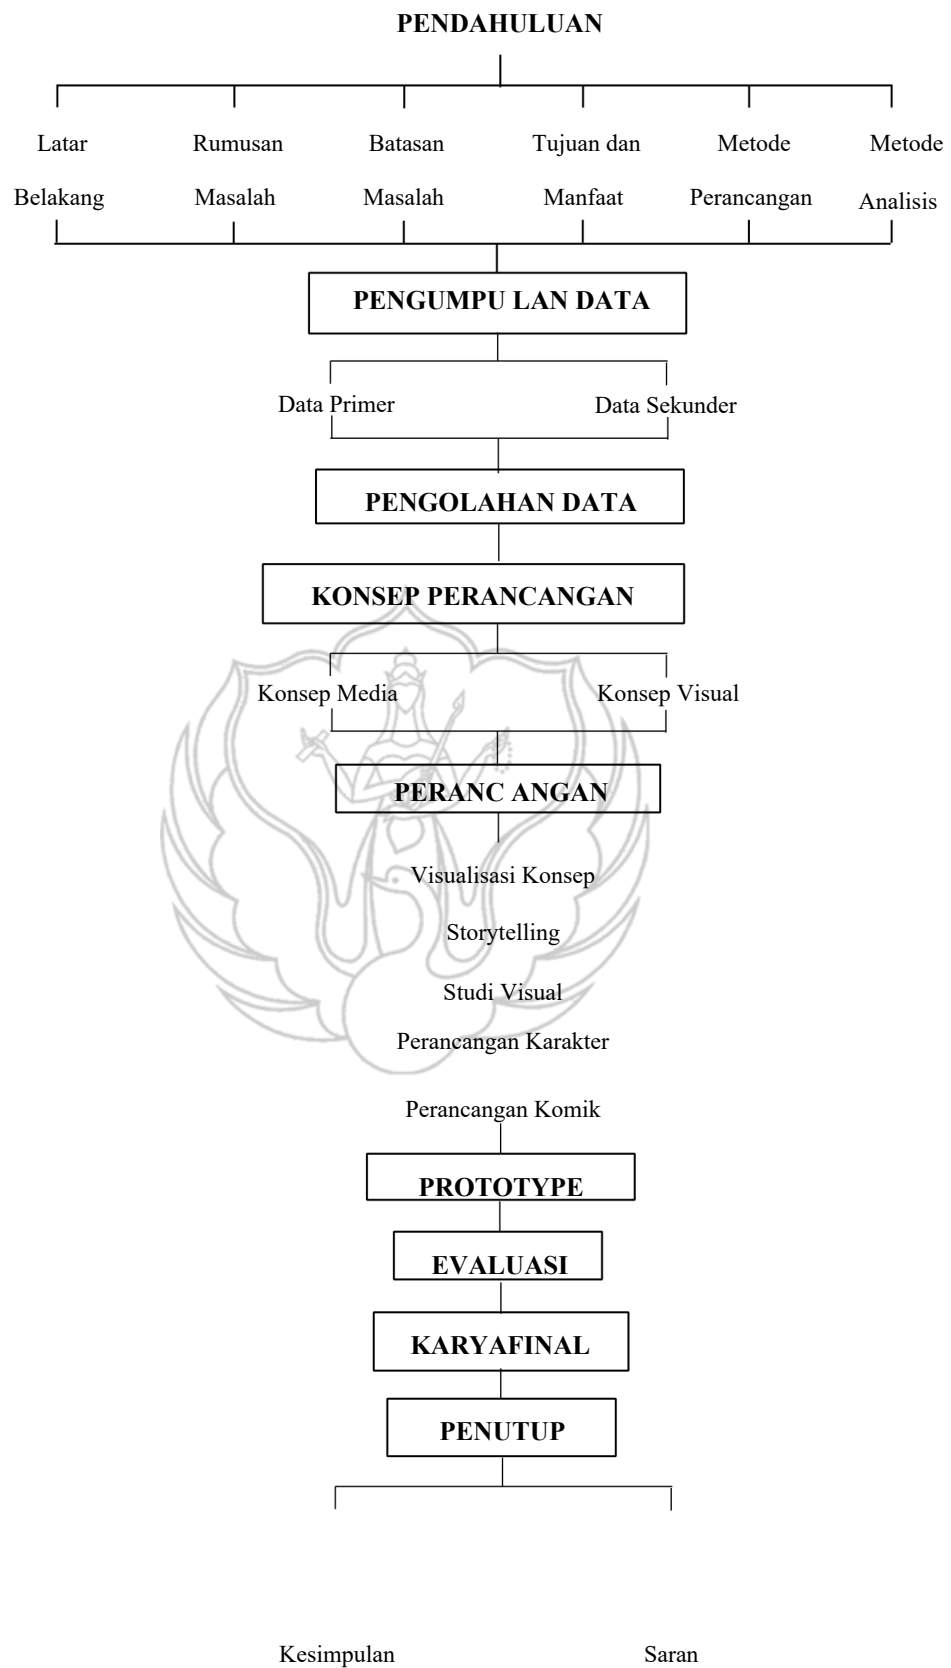 PENDAHULUAN
Latar Rumusan Batasan Tujuan dan Metode Metode
Belakang Masalah Masalah Manfaat Perancangan Analisis
PENGUMPU LAN DATA
Data Primer Data Sekunder
PENGOLAHAN DATA
KONSEP PERANCANGAN
Konsep Media Konsep Visual
PERANC ANGAN
Visualisasi Konsep
Storytelling
Studi Visual
Perancangan Karakter
Perancangan Komik
PROTOTYPE
EVALUASI
KARYAFINAL
PENUTUP
Kesimpulan Saran